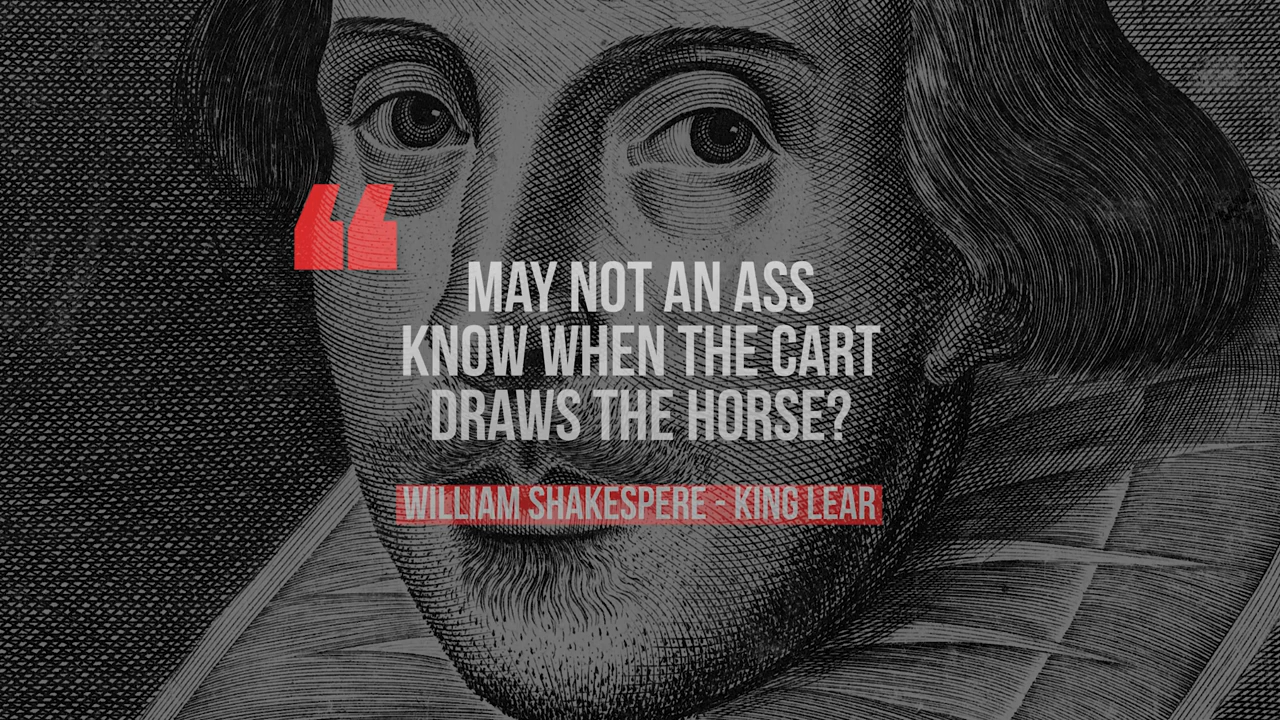 “
MAY NOT AN ASS
KNOW WHEN THE CART
DRAWS THE HORSE?
WILLIAM SHAKESPERE - KING LEAR